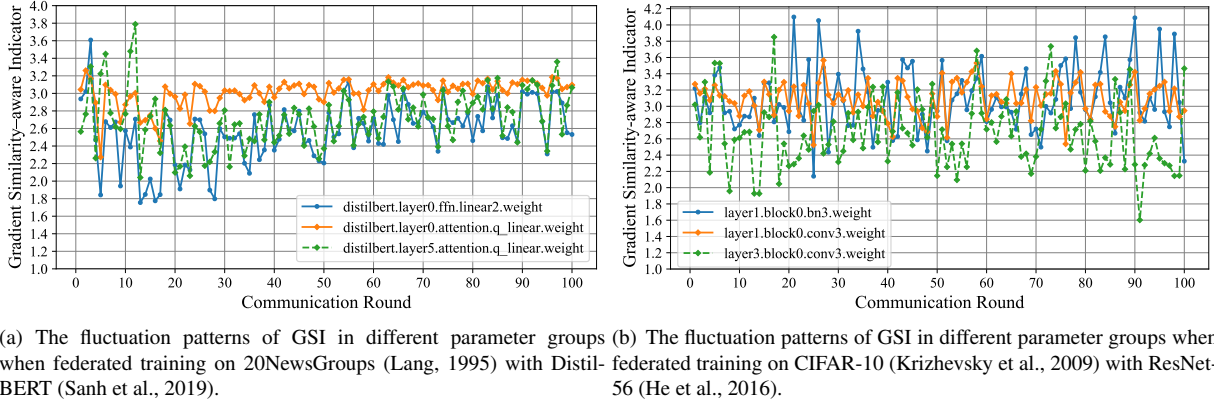 4.0
3.8
3.6
3.4
3.2
3.0
2.8
2.6
2.4
2.2
2.0
1.8
1.6
1.4
1.2
1.0
Gradient Similarity–aware Indicator
distilbert.layer0.ffn.linear2.weight
distilbert.layer0.attention.q_linear.weight
distilbert.layer5.attention.q_linear.weight
0 10 20 30 40 50 60 70 80 90 100
Communication Round
4.2
4.0
3.8
3.6
3.4
3.2
3.0
2.8
2.6
2.4
2.2
2.0
1.8
1.6
1.4
1.2
1.0
Gradient Similarity-aware Indicator
layer1.block0.bn3.weight
layer1.block0.conv3.weight
layer3.block0.conv3.weight
0 10 20 30 40 50 60 70 80 90 100
Communication Round
(a) The fluctuation patterns of GSI in different parameter groups
when federated training on 20NewsGroups (Lang, 1995) with Distil-
BERT (Sanh et al., 2019).
(b) The fluctuation patterns of GSI in different parameter groups when
federated training on CIFAR-10 (Krizhevsky et al., 2009) with ResNet-
56 (He et al., 2016).